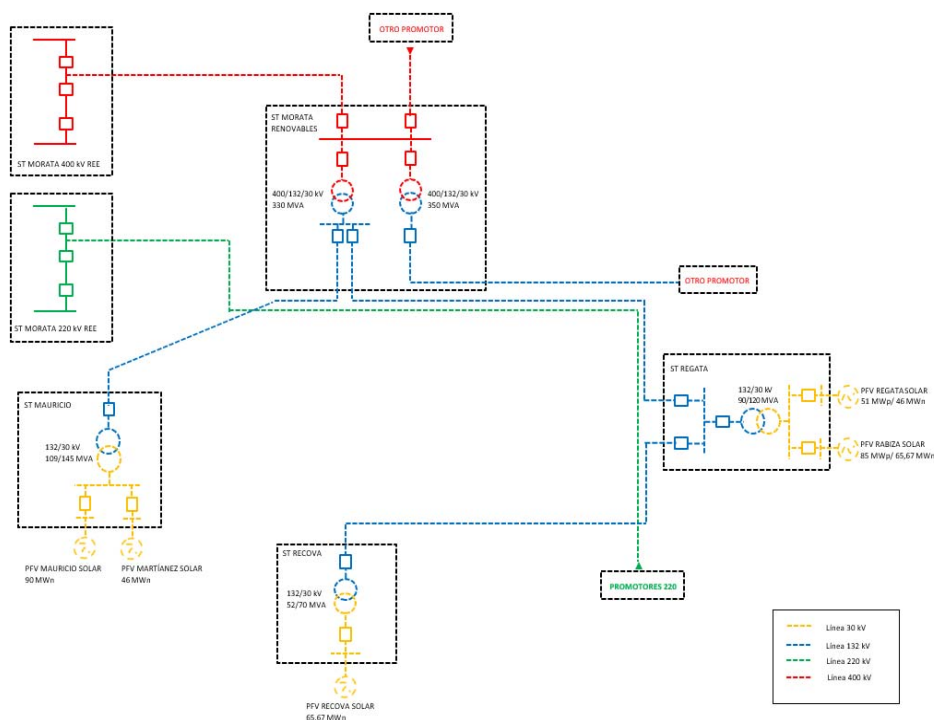 OTRO PROMOTOR
ST MORATA
RENOVABLES
ST MORATA 400 kV REE
400/132/30 kV
330 MVA
400/132/30 kV
350 MVA
OTRO PROMOTOR
ST MORATA 220 kV REE
ST REGATA
132/30 kV
90/120 MVA
PFV REGATA SOLAR
51 MWp/ 46 MWn
PFV RABIZA SOLAR
85 MWp/ 65,67 MWn
ST MAURICIO
132/30 kV
109/145 MVA
PFV MAURICIO SOLAR
90 MWn
PFV MARTÍANEZ SOLAR
46 MWn
ST RECOVA
132/30 kV
52/70 MVA
PROMOTORES 220
PFV RECOVA SOLAR
65,67 MWn
Línea 30 kV
Línea 132 kV
Línea 220 kV
Línea 400 kV